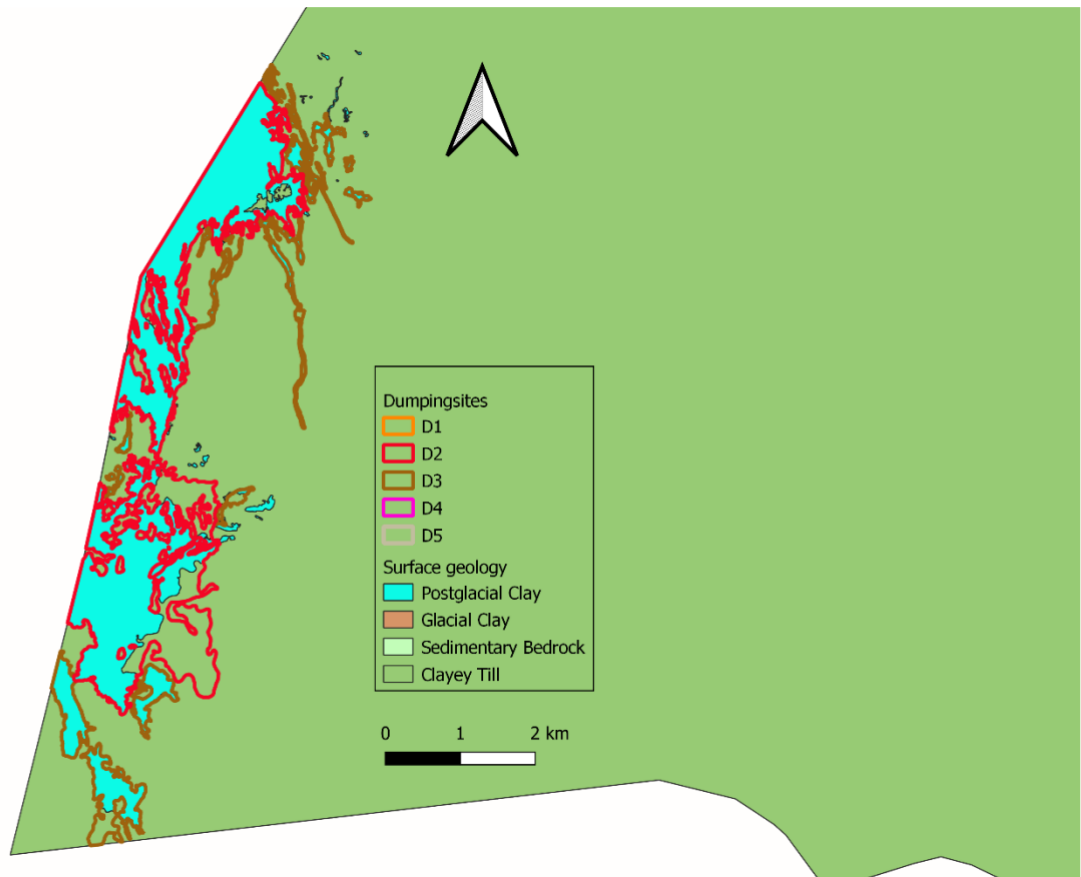 Dumpingsites
D1
D2
D3
D4
D5
Surface geology
Postglacial Clay
Glacial Clay
Sedimentary Bedrock
Clayey Till
0 1 2 km